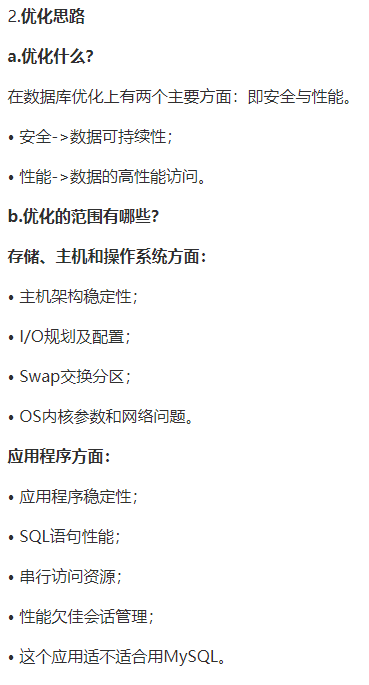 2.优化思路
a.优化什么?
在数据库优化上有两个主要方面：即安全与性能。
• 安全->数据可持续性；
• 性能->数据的高性能访问。
b.优化的范围有哪些?
存储、主机和操作系统方面：
• 主机架构稳定性；
• I/O规划及配置；
• Swap交换分区；
• OS内核参数和网络问题。
应用程序方面：
• 应用程序稳定性；
• SQL语句性能；
• 串行访问资源；
• 性能欠佳会话管理；
• 这个应用适不适合用MySQL。